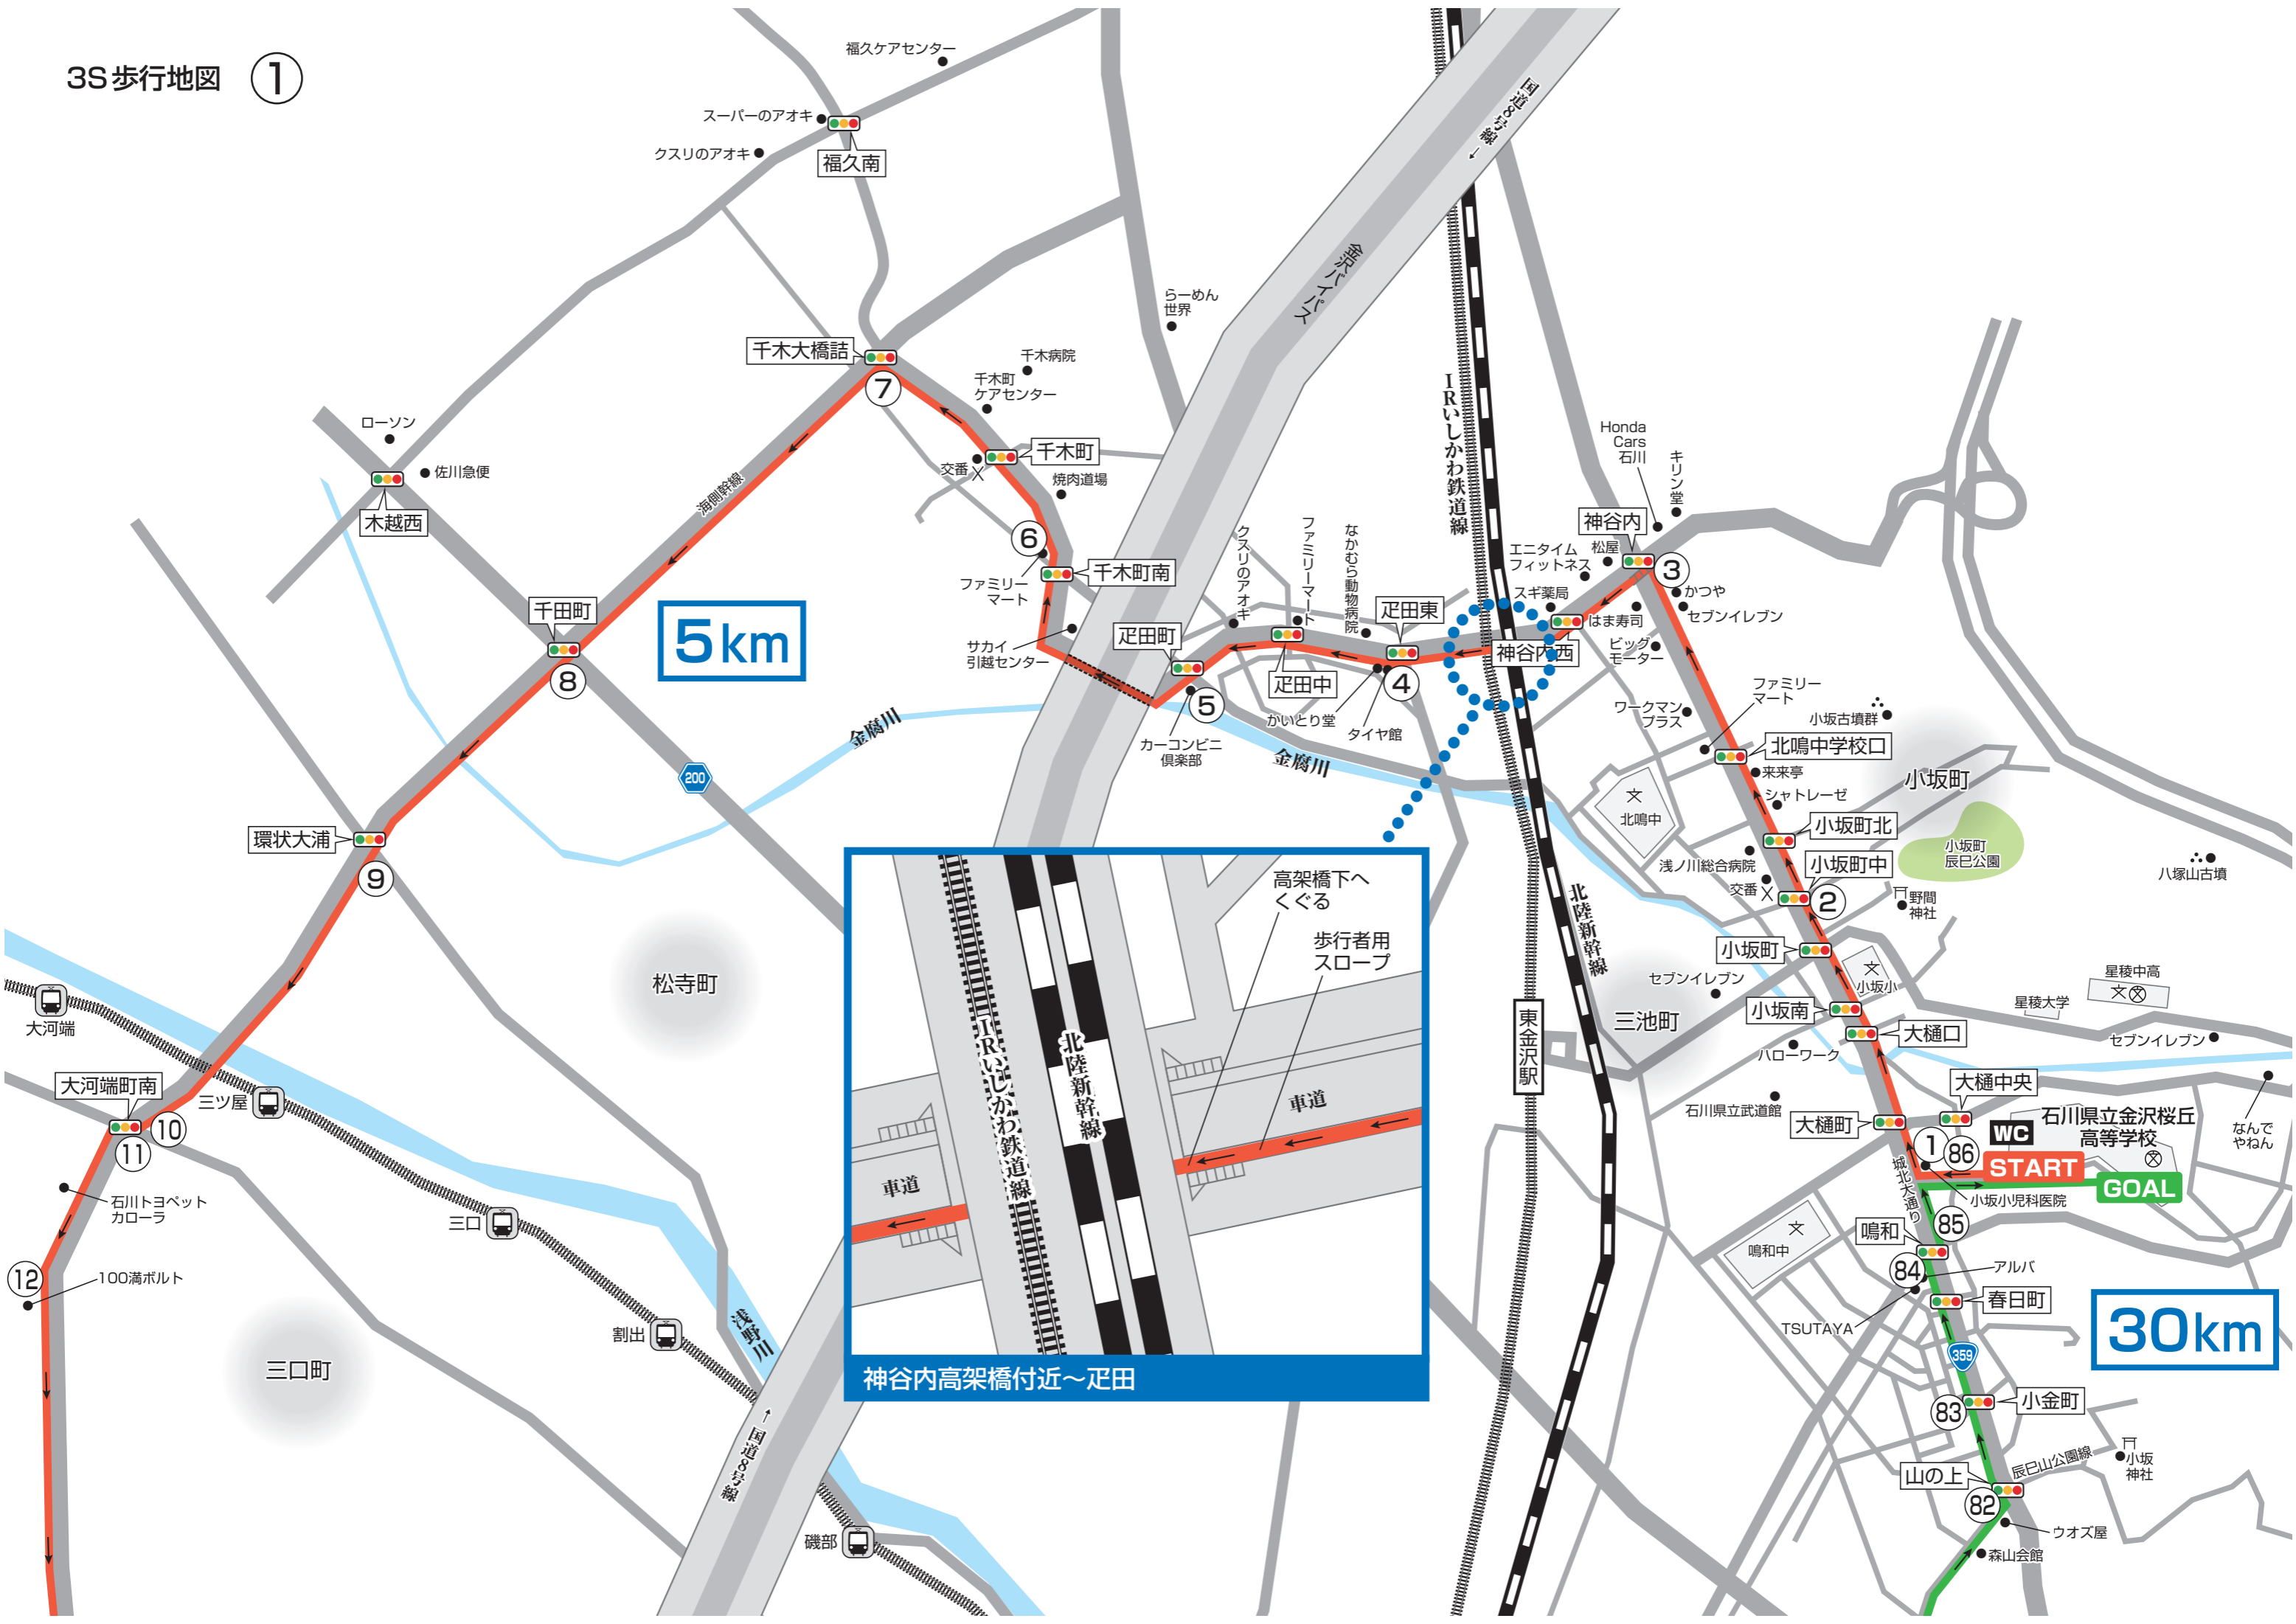 3S歩行地図 ①
福久ケアセンター
スーパーのアオキ
クスリのアオキ
福久南
国道8号線→
金沢バイパス
らーめん
世界
千木大橋詰
⑦
千木病院
千木町
ケアセンター
千木町
交番
焼肉道場
ローソン
佐川急便
木越西
海側幹線
⑥
ファミリー
マート
千木町南
サカイ
引越センター
千田町
⑧
5km
疋田町
⑤
カーコンビニ
倶楽部
クスリのアオキ
ファミリーマート
なかむら動物病院
疋田中
疋田東
④
かいとり堂
タイヤ館
IRいしかわ鉄道線
Honda
Cars
石川
キリン堂
神谷内
③
松屋
エニタイム
フィットネス
スギ薬局
はま寿司
かつや
セブンイレブン
神谷内西
ビッグ
モーター
ワークマン
プラス
ファミリー
マート
小坂古墳群
北鳴中学校口
来来亭
シャトレーゼ
小坂町
北鳴中
小坂町北
小坂町中
浅ノ川総合病院
交番
②
小坂町
辰巳公園
八塚山古墳
野間
神社
金腐川
金腐川
200
環状大浦
⑨
松寺町
高架橋下へ
くぐる
歩行者用
スロープ
IRいしかわ鉄道線
北陸新幹線
車道
車道
神谷内高架橋付近〜疋田
北陸新幹線
小坂町
セブンイレブン
三池町
小坂南
小坂小
大樋口
ハローワーク
星稜中高
星稜大学
セブンイレブン
東金沢駅
石川県立武道館
大樋町
大樋中央
石川県立金沢桜丘
高等学校
WC
START
GOAL
① 86
なんで
やねん
城北大通り
小坂小児科医院
85
鳴和
鳴和中
84
アルバ
春日町
TSUTAYA
359
30km
小金町
83
辰巳山公園線
小坂
神社
山の上
82
ウオズ屋
森山会館
大河端
三ツ屋
大河端町南
⑩
⑪
石川トヨペット
カローラ
⑫
100満ボルト
三口
割出
三口町
浅野川
←国道8号線
磯部